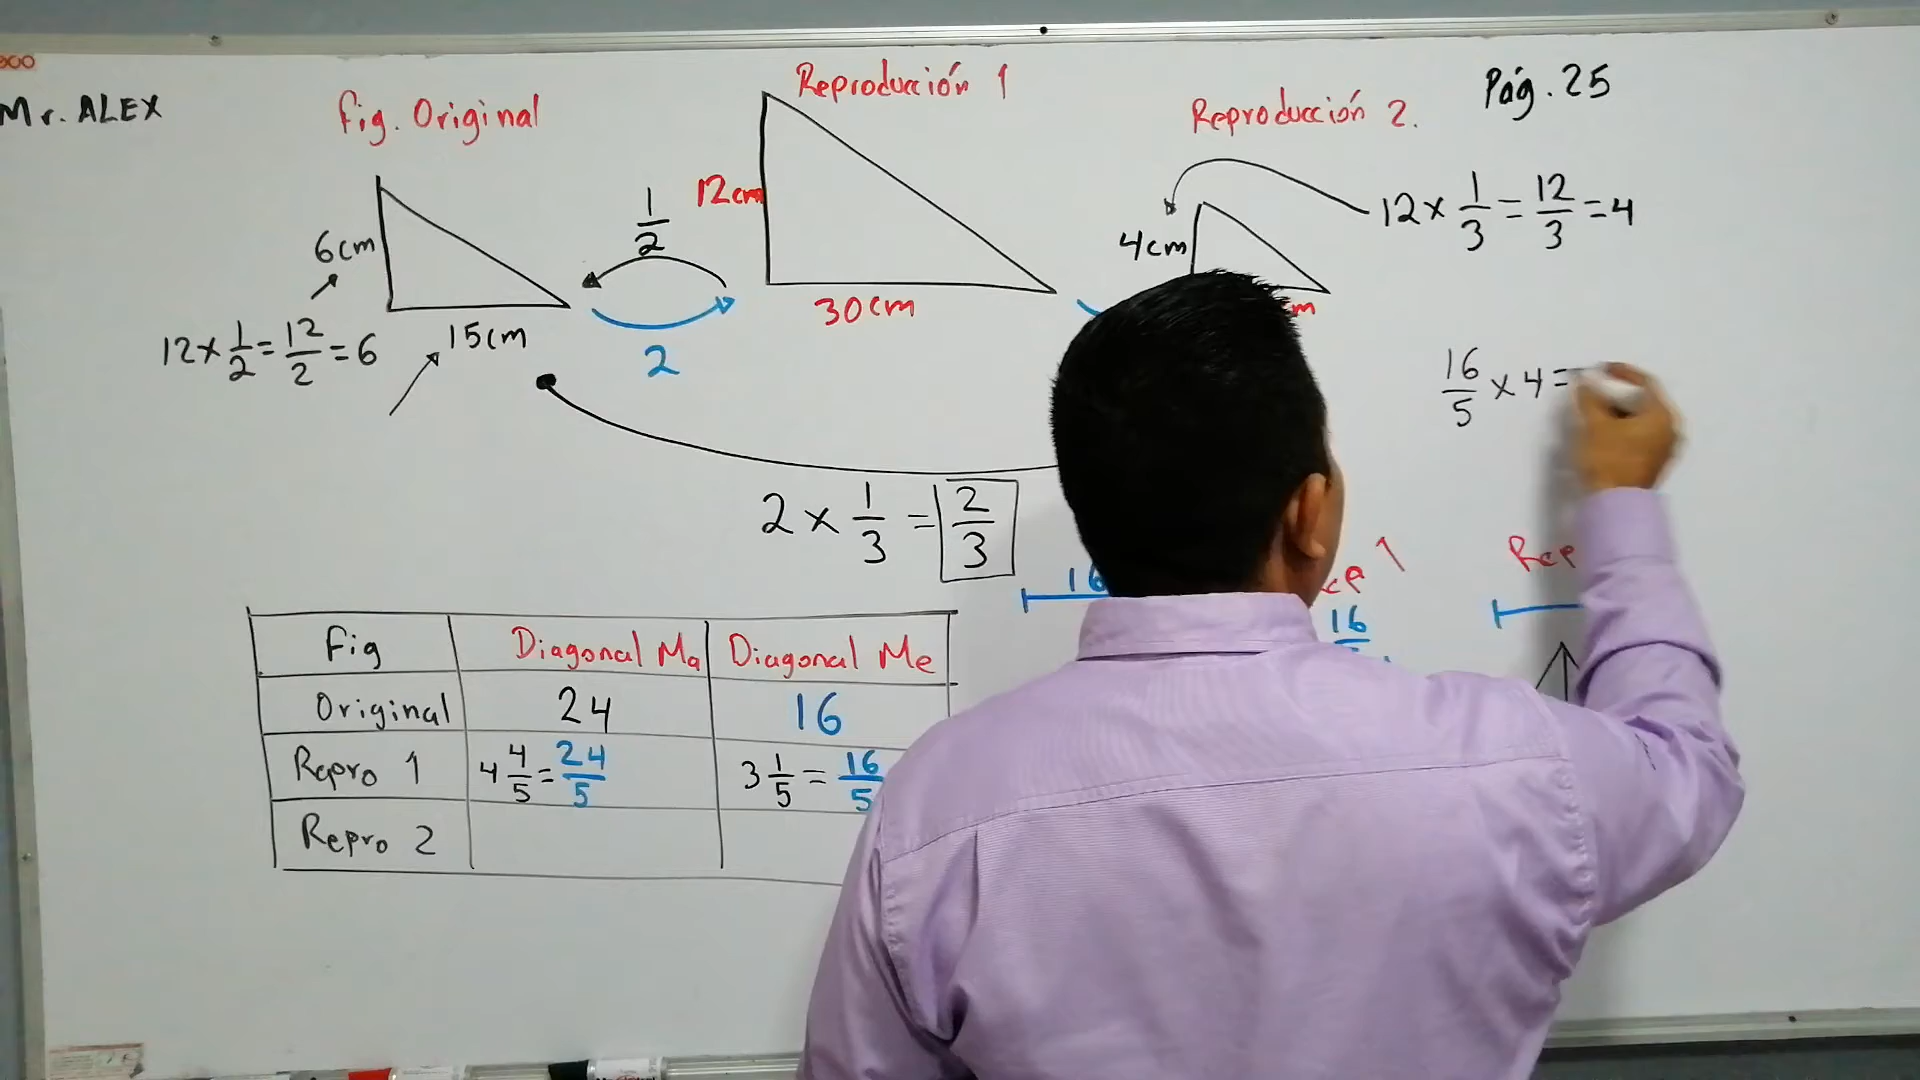 Mr. ALEX
fig. Original
Reproducción 1
Reproducción 2.
Pág. 25
6cm
15cm
12 x 1/2 = 12/2 = 6
1/2
2
12cm
30cm
4cm
12 x 1/3 = 12/3 = 4
16/5 x 4 =
2 x 1/3 = 2/3
16
16
Fig Diagonal Ma Diagonal Me
Original 24 16
Repro 1 4 4/5 = 24/5 3 1/5 = 16/5
Repro 2